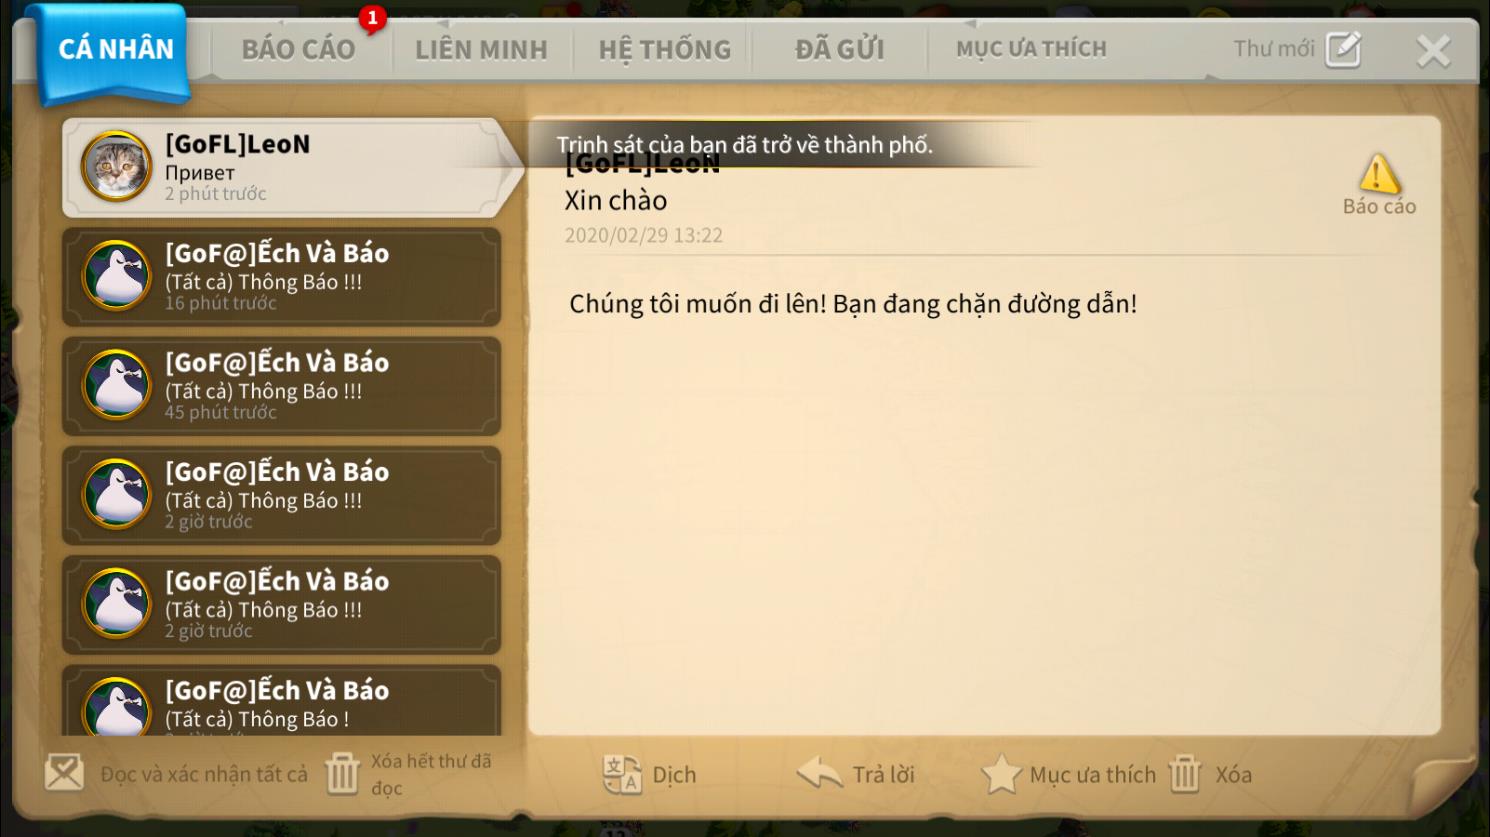 CÁ NHÂN
BÁO CÁO
1
LIÊN MINH
HỆ THỐNG
ĐÃ GỬI
MỤC ƯA THÍCH
Thư mới
[GoFL]LeoN
Привет
2 phút trước
[GoF@]Ếch Và Báo
(Tất cả) Thông Báo !!!
16 phút trước
[GoF@]Ếch Và Báo
(Tất cả) Thông Báo !!!
45 phút trước
[GoF@]Ếch Và Báo
(Tất cả) Thông Báo !!!
2 giờ trước
[GoF@]Ếch Và Báo
(Tất cả) Thông Báo !!!
2 giờ trước
[GoF@]Ếch Và Báo
(Tất cả) Thông Báo !
Đọc và xác nhận tất cả
Xóa hết thư đã
đọc
Trinh sát của bạn đã trở về thành phố.
[GoFL]LeoN
Xin chào
2020/02/29 13:22
Báo cáo
Chúng tôi muốn đi lên! Bạn đang chặn đường dẫn!
Dịch
Trả lời
Mục ưa thích
Xóa